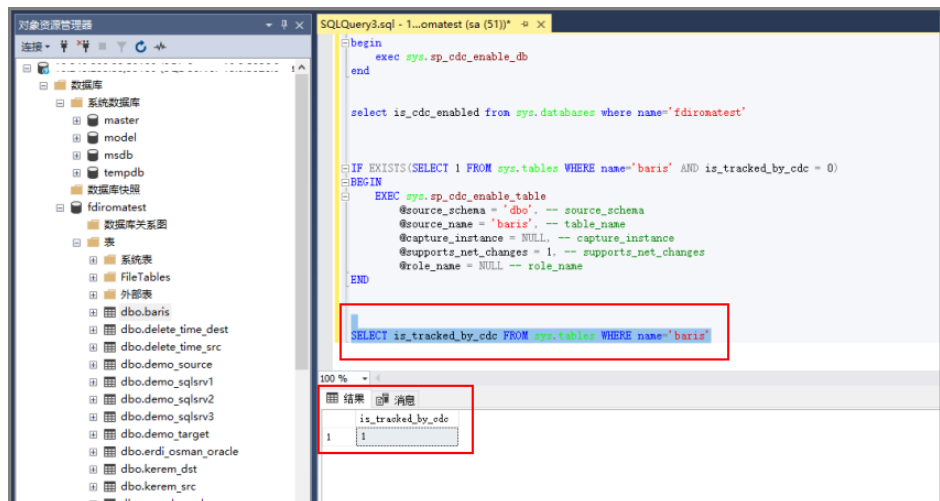 对象资源管理器
连接
数据库
系统数据库
master
model
msdb
tempdb
数据库快照
fdiromatest
数据库关系图
表
系统表
FileTables
外部表
dbo.baris
dbo.delete_time_dest
dbo.delete_time_src
dbo.demo_source
dbo.demo_sqlsrv1
dbo.demo_sqlsrv2
dbo.demo_sqlsrv3
dbo.demo_target
dbo.erdi_osman_oracle
dbo.kerem_dst
dbo.kerem_src
SQLQuery3.sql - 1...omatest (sa (51))*
begin
exec sys.sp_cdc_enable_db
end
select is_cdc_enabled from sys.databases where name='fdiromatest'
IF EXISTS(SELECT 1 FROM sys.tables WHERE name='baris' AND is_tracked_by_cdc = 0)
BEGIN
EXEC sys.sp_cdc_enable_table
@source_schema = 'dbo', -- source_schema
@source_name = 'baris', -- table_name
@capture_instance = NULL, -- capture_instance
@supports_net_changes = 1, -- supports_net_changes
@role_name = NULL -- role_name
END
SELECT is_tracked_by_cdc FROM sys.tables WHERE name='baris'
100 %
结果 消息
is_tracked_by_cdc
1 1